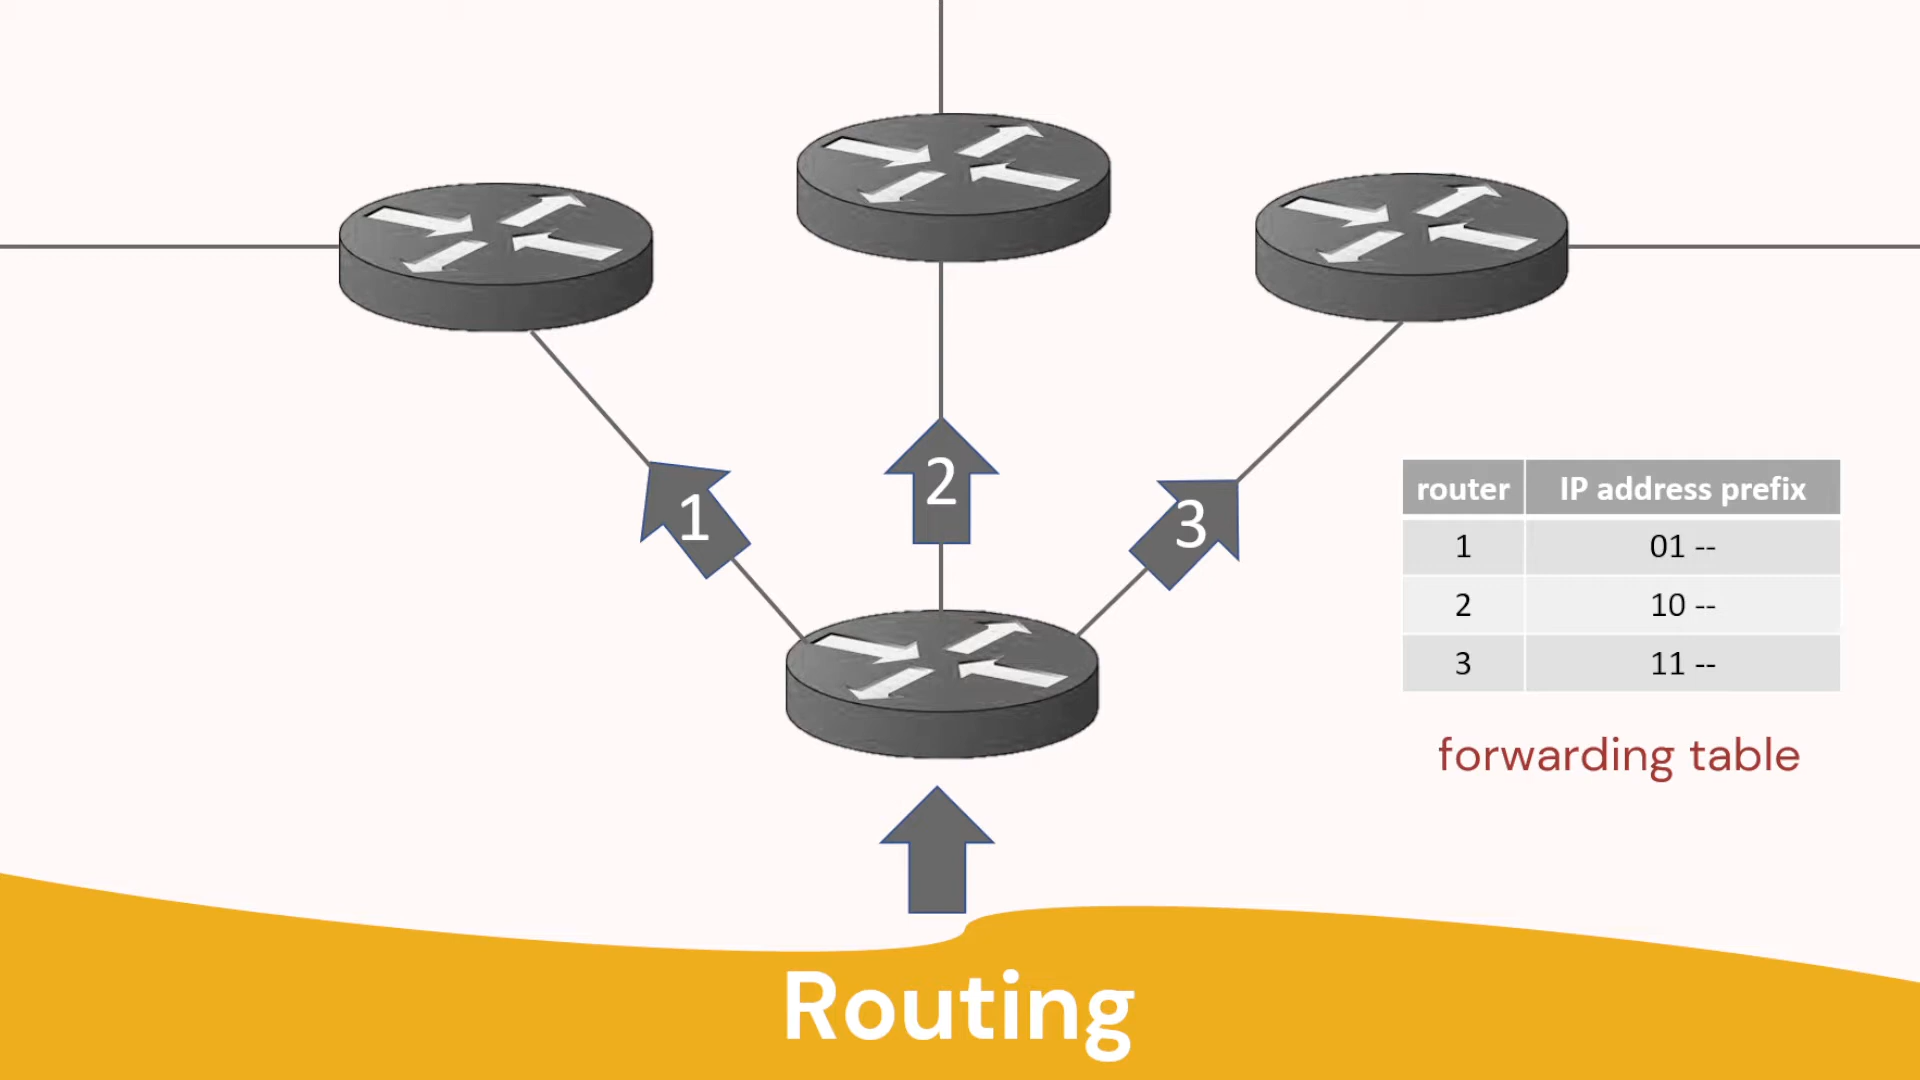 1
2
3
router IP address prefix
1 01 --
2 10 --
3 11 --
forwarding table
Routing